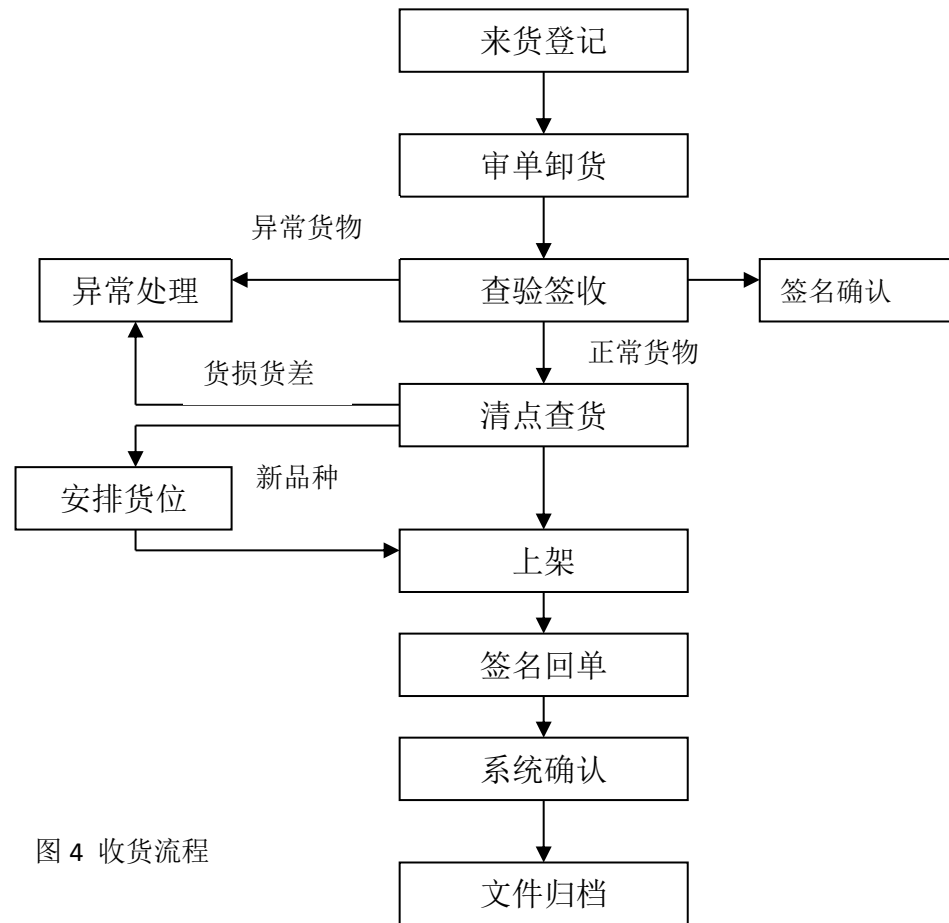 来货登记
审单卸货
异常货物
异常处理
查验签收
签名确认
正常货物
货损货差
清点查货
新品种
安排货位
上架
签名回单
系统确认
图 4 收货流程
文件归档